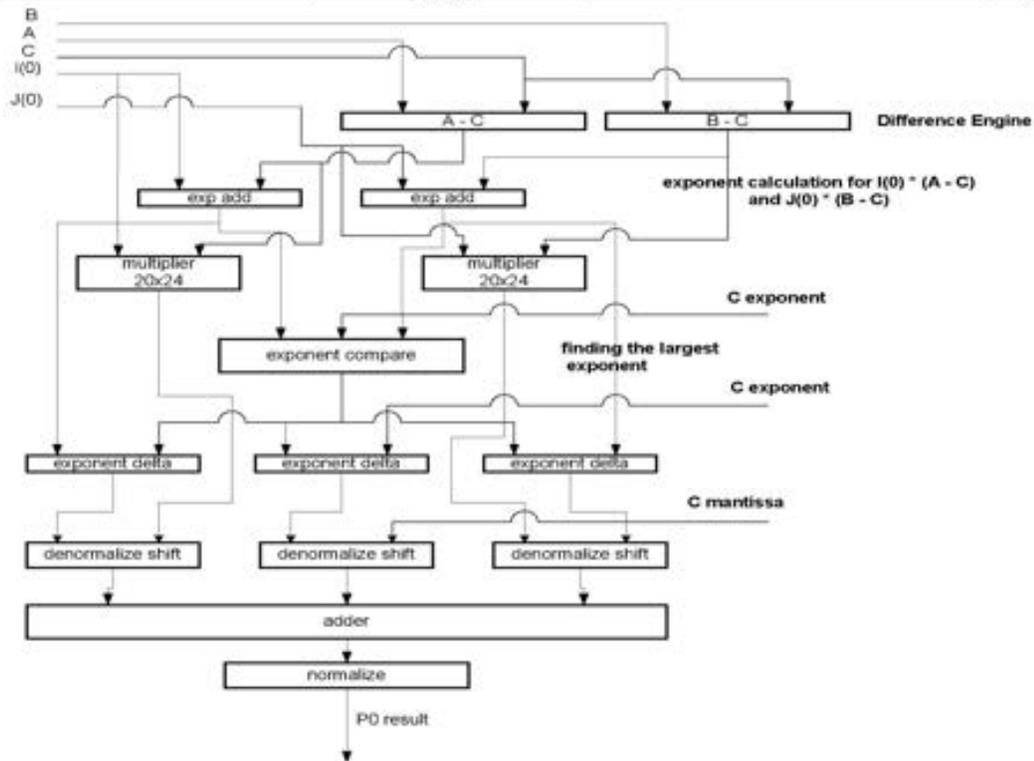 B
A
C
I(0)
J(0)
A - C
B - C
Difference Engine
exp add
exp add
exponent calculation for I(0) * (A - C)
and J(0) * (B - C)
multiplier
20x24
multiplier
20x24
C exponent
exponent compare
finding the largest
exponent
C exponent
exponent delta
exponent delta
exponent delta
C mantissa
denormalize shift
denormalize shift
denormalize shift
adder
normalize
P0 result